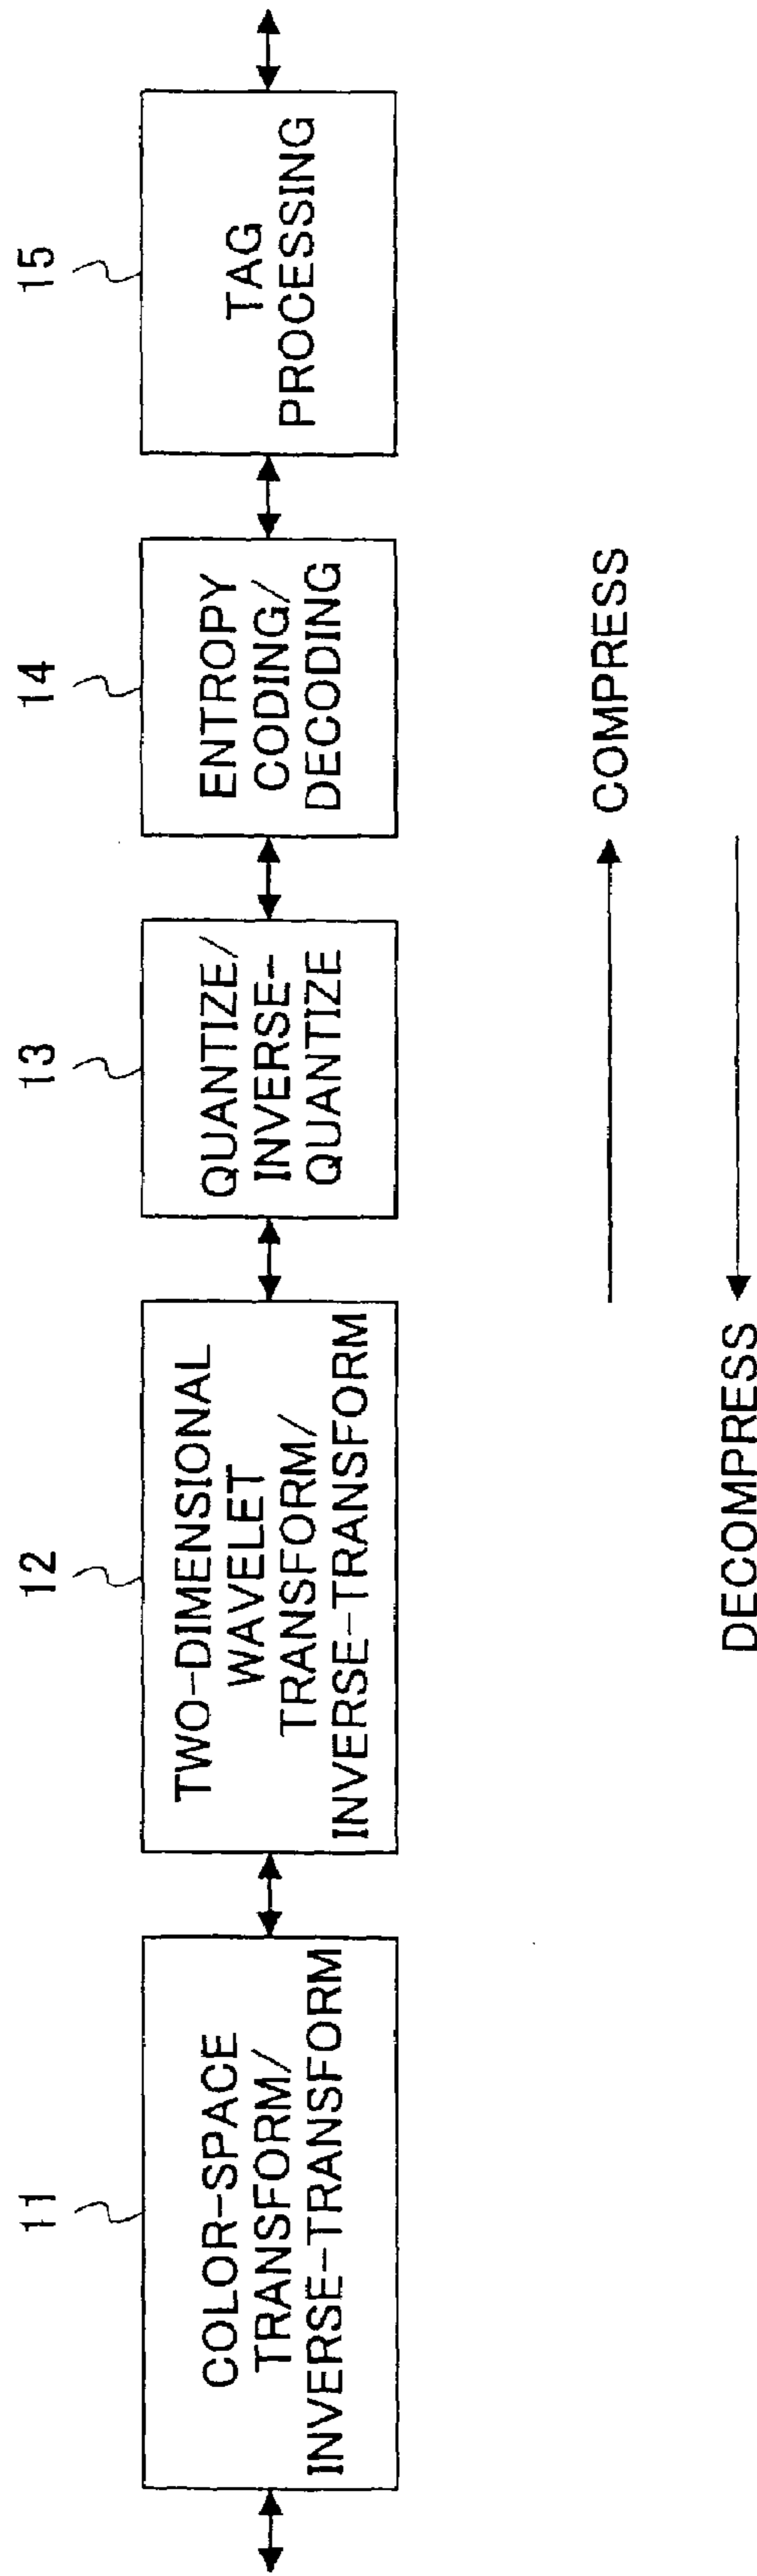 11
COLOR-SPACE
TRANSFORM/
INVERSE-TRANSFORM
12
TWO-DIMENSIONAL
WAVELET
TRANSFORM/
INVERSE-TRANSFORM
13
QUANTIZE/
INVERSE-
QUANTIZE
14
ENTROPY
CODING/
DECODING
15
TAG
PROCESSING
COMPRESS
DECOMPRESS